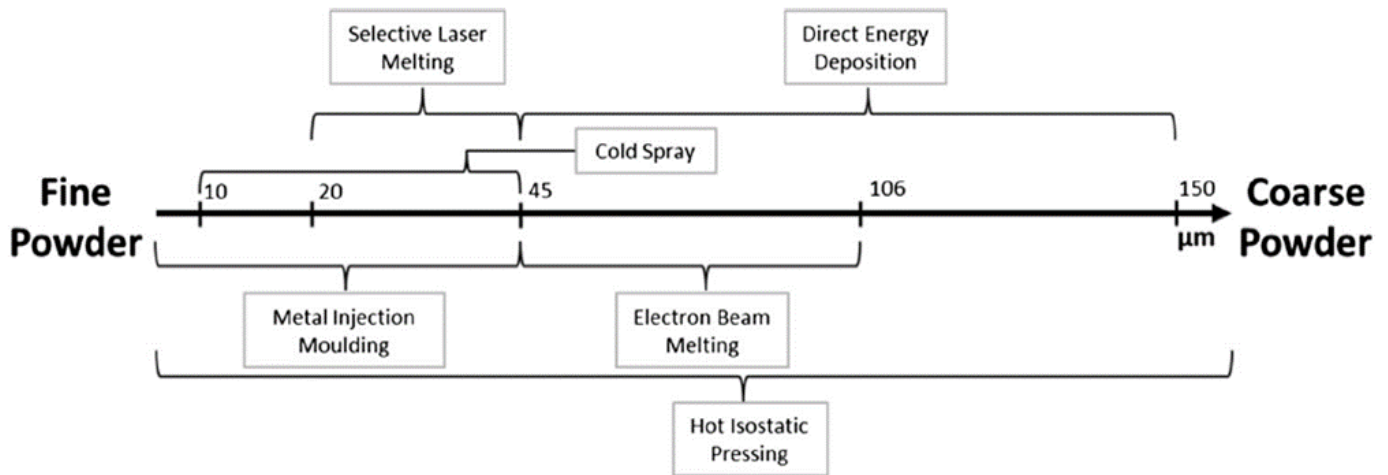 Selective Laser
Melting
Direct Energy
Deposition
Cold Spray
Fine
Powder
10
20
45
106
150
µm
Coarse
Powder
Metal Injection
Moulding
Electron Beam
Melting
Hot Isostatic
Pressing